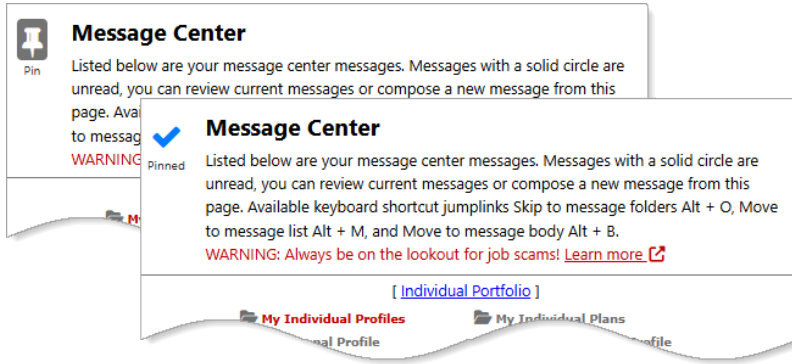 Message Center
Pin
Listed below are your message center messages. Messages with a solid circle are
unread, you can review current messages or compose a new message from this
page.
to
WARNING
Message Center
Pinned
Listed below are your message center messages. Messages with a solid circle are
unread, you can review current messages or compose a new message from this
page. Available keyboard shortcut jumplinks Skip to message folders Alt + O, Move
to message list Alt + M, and Move to message body Alt + B.
WARNING: Always be on the lookout for job scams! Learn more
[ Individual Portfolio ]
My Individual Profiles
My Individual Plans
Profile